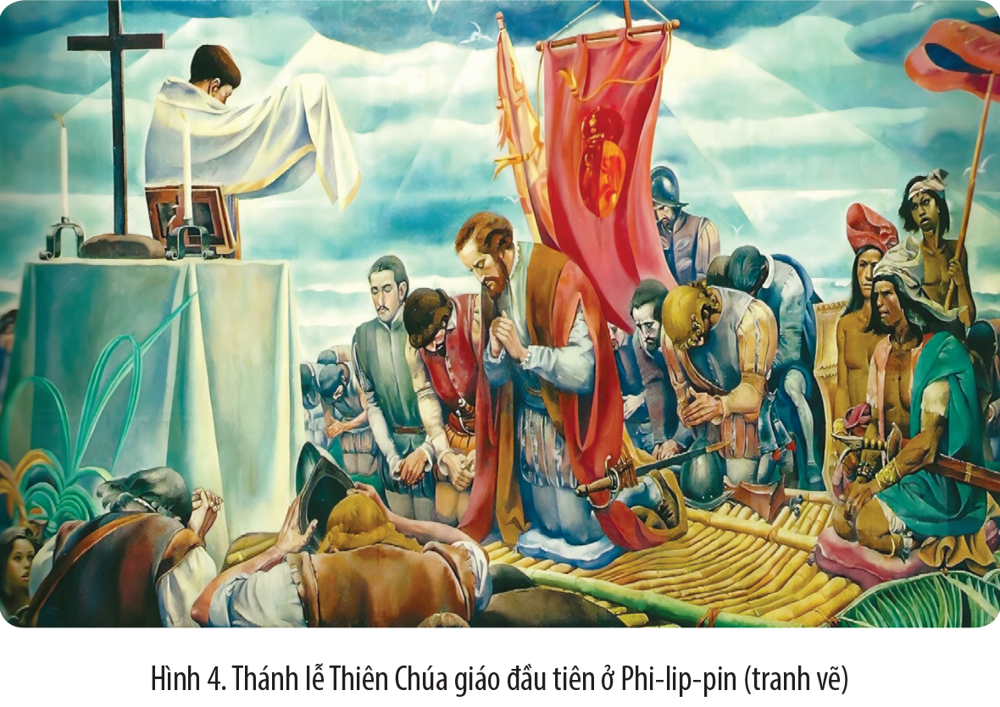 Hình 4. Thánh lễ Thiên Chúa giáo đầu tiên ở Phi-lip-pin (tranh vẽ)